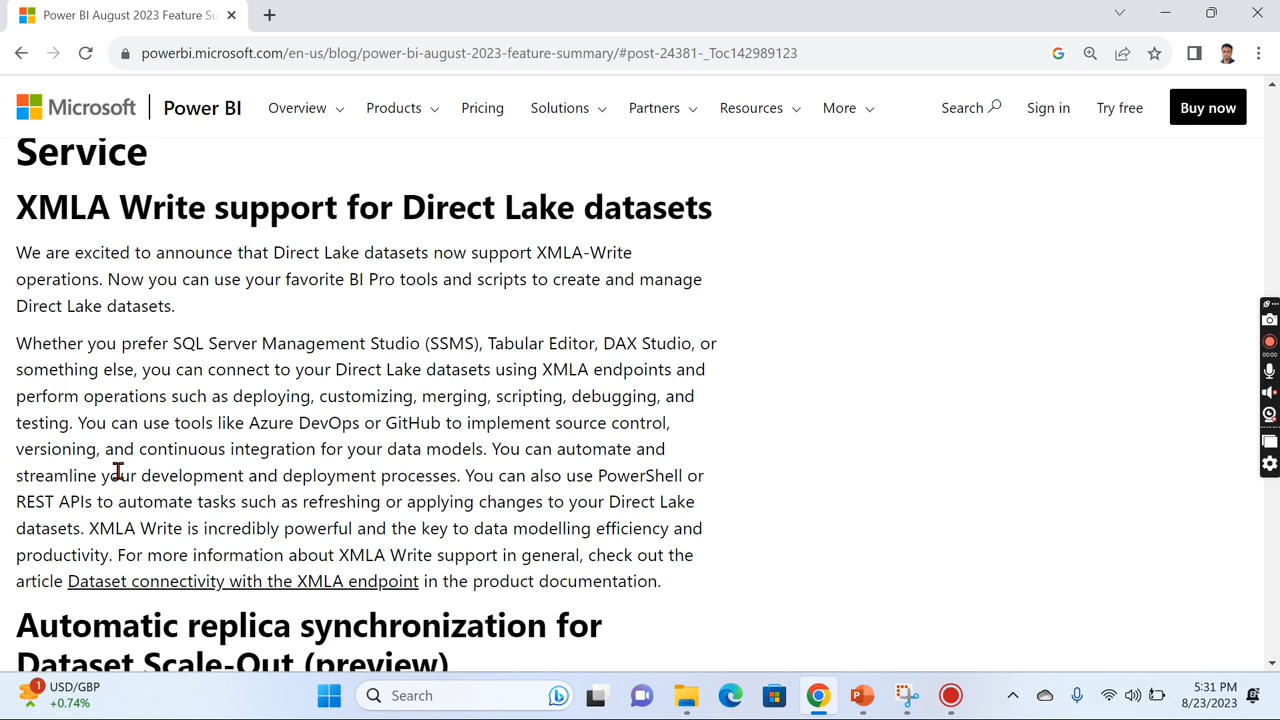 Power BI August 2023 Feature Su
powerbi.microsoft.com/en-us/blog/power-bi-august-2023-feature-summary/#post-24381-_Toc142989123
Microsoft Power BI Overview Products Pricing Solutions Partners Resources More Search Sign in Try free Buy now
Service
XMLA Write support for Direct Lake datasets
We are excited to announce that Direct Lake datasets now support XMLA-Write
operations. Now you can use your favorite BI Pro tools and scripts to create and manage
Direct Lake datasets.
Whether you prefer SQL Server Management Studio (SSMS), Tabular Editor, DAX Studio, or
something else, you can connect to your Direct Lake datasets using XMLA endpoints and
perform operations such as deploying, customizing, merging, scripting, debugging, and
testing. You can use tools like Azure DevOps or GitHub to implement source control,
versioning, and continuous integration for your data models. You can automate and
streamline your development and deployment processes. You can also use PowerShell or
REST APIs to automate tasks such as refreshing or applying changes to your Direct Lake
datasets. XMLA Write is incredibly powerful and the key to data modelling efficiency and
productivity. For more information about XMLA Write support in general, check out the
article Dataset connectivity with the XMLA endpoint in the product documentation.
Automatic replica synchronization for
Dataset Scale-Out (preview)
00:00
1
USD/GBP
+0.74%
Search
5:31 PM
8/23/2023